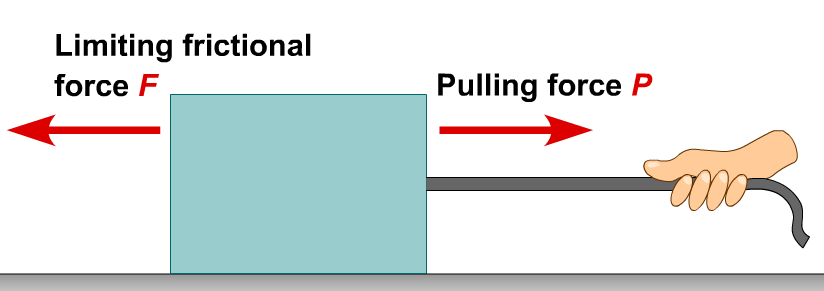 Limiting frictional
force F
Pulling force P